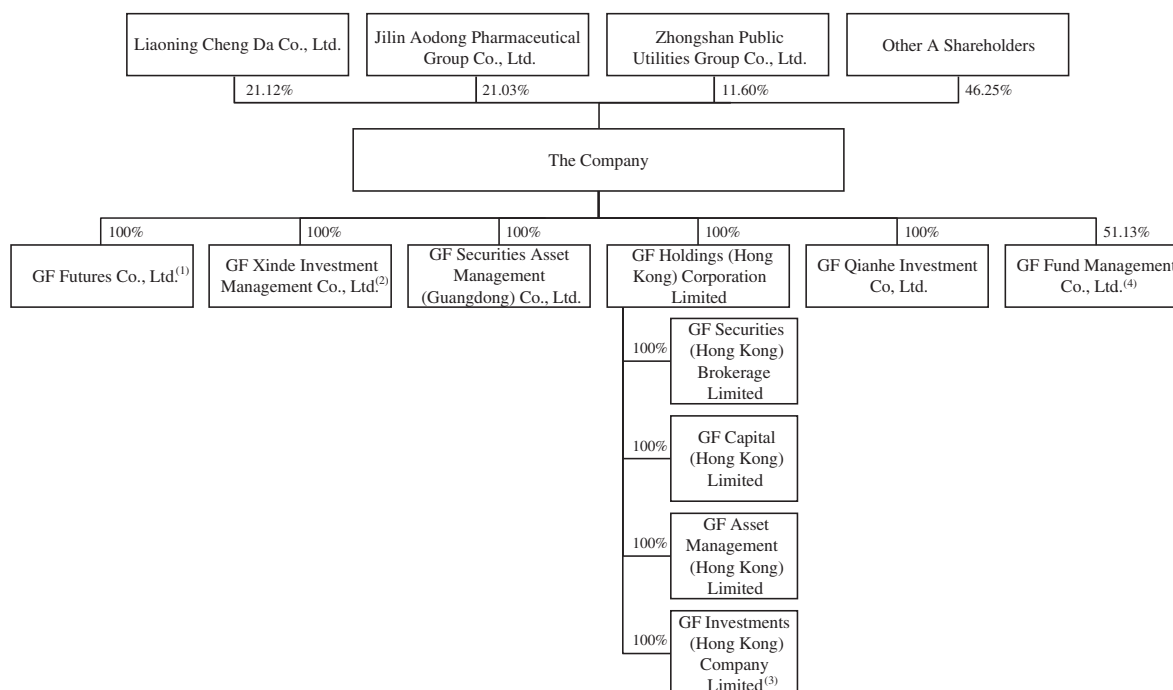 Liaoning Cheng Da Co., Ltd.
Jilin Aodong Pharmaceutical
Group Co., Ltd.
Zhongshan Public
Utilities Group Co., Ltd.
Other A Shareholders
21.12%
21.03%
11.60%
46.25%
The Company
100%
100%
100%
100%
100%
51.13%
GF Futures Co., Ltd.(1)
GF Xinde Investment
Management Co., Ltd.(2)
GF Securities Asset
Management
(Guangdong) Co., Ltd.
GF Holdings (Hong
Kong) Corporation
Limited
GF Qianhe Investment
Co, Ltd.
GF Fund Management
Co., Ltd.(4)
100%
GF Securities
(Hong Kong)
Brokerage
Limited
100%
GF Capital
(Hong Kong)
Limited
100%
GF Asset
Management
(Hong Kong)
Limited
100%
GF Investments
(Hong Kong)
Company
Limited(3)